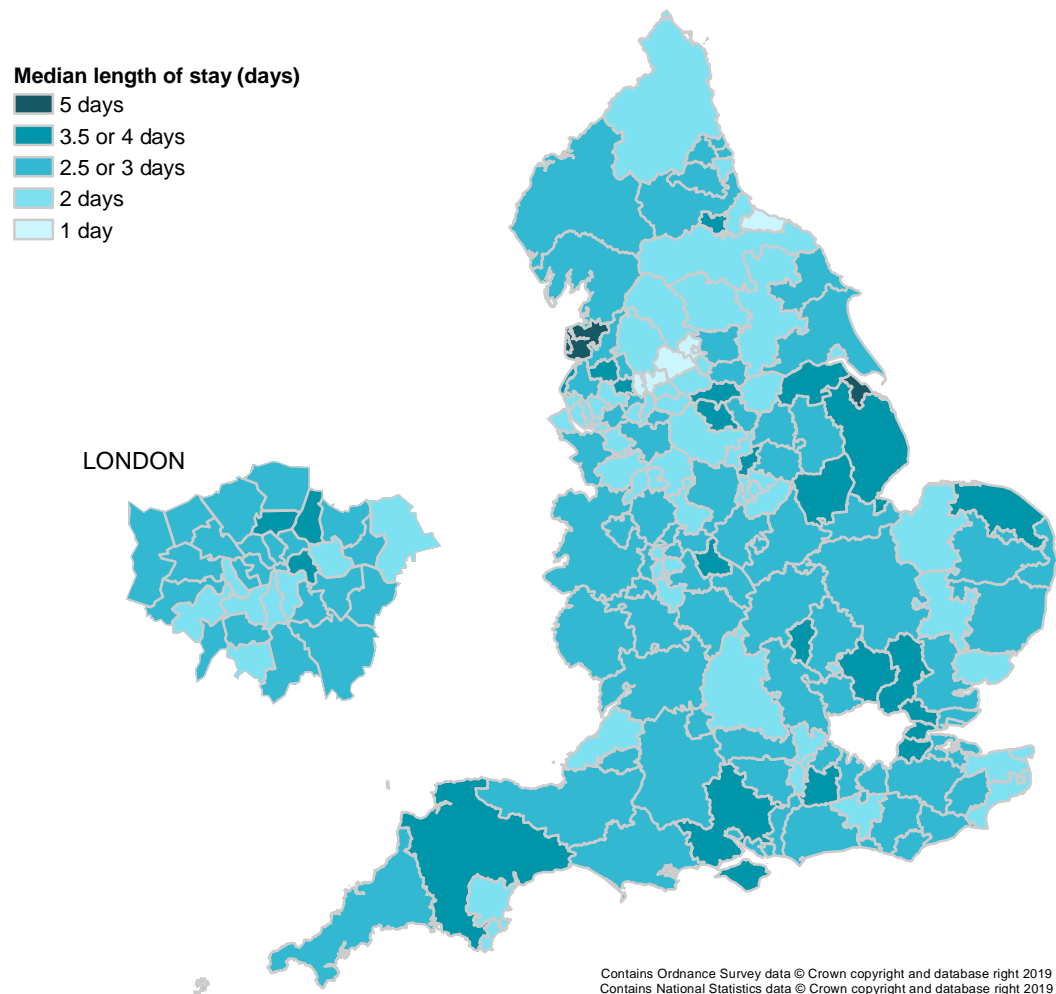 Median length of stay (days)
5 days
3.5 or 4 days
2.5 or 3 days
2 days
1 day
LONDON
Contains Ordnance Survey data © Crown copyright and database right 2019
Contains National Statistics data © Crown copyright and database right 2019